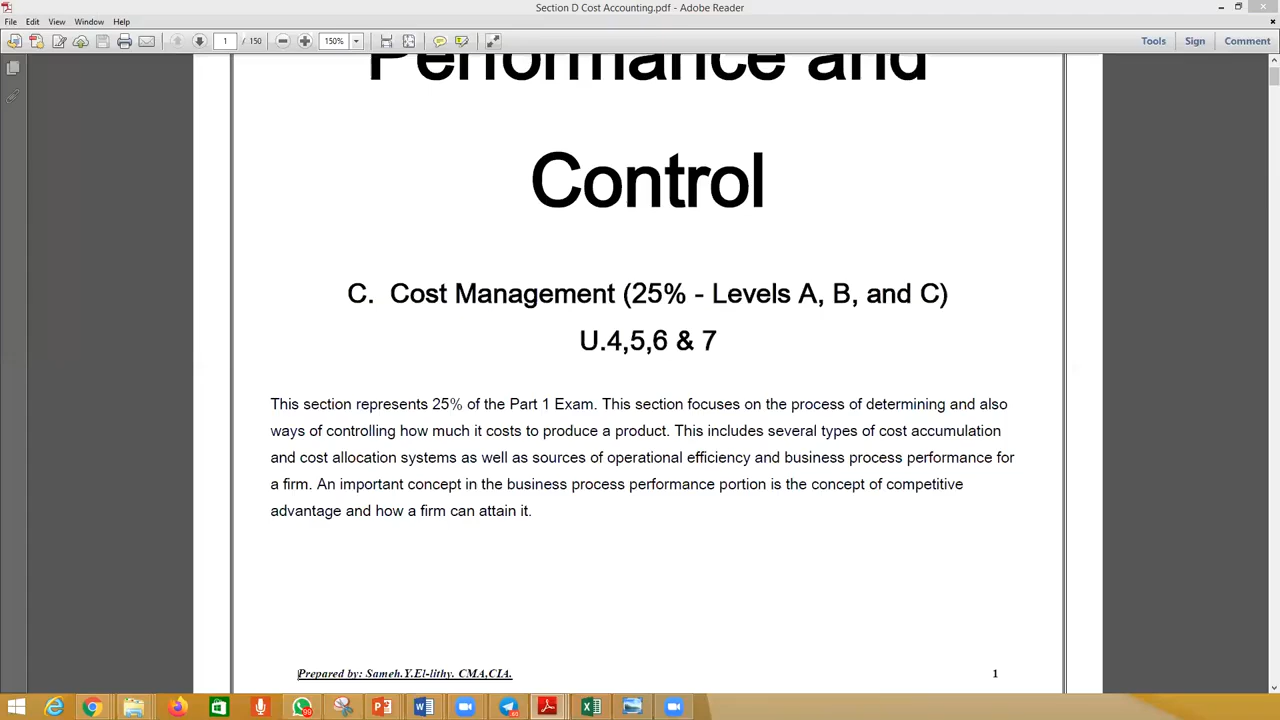 Section D Cost Accounting.pdf - Adobe Reader
File Edit View Window Help
1 / 150 150% Tools Sign Comment
Performance and
Control
C. Cost Management (25% - Levels A, B, and C)
U.4,5,6 & 7
This section represents 25% of the Part 1 Exam. This section focuses on the process of determining and also
ways of controlling how much it costs to produce a product. This includes several types of cost accumulation
and cost allocation systems as well as sources of operational efficiency and business process performance for
a firm. An important concept in the business process performance portion is the concept of competitive
advantage and how a firm can attain it.
Prepared by: Sameh.Y.El-lithy. CMA,CIA. 1